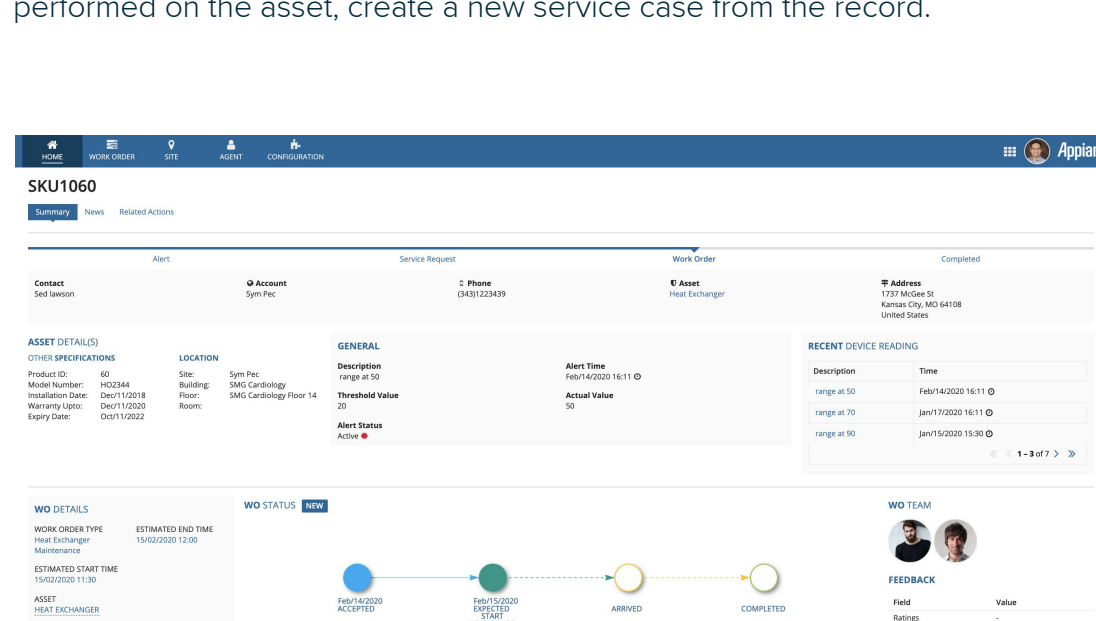 performed on the asset, create a new service case from the record.
HOME WORK ORDER SITE AGENT CONFIGURATION
Appian
SKU1060
Summary News Related Actions
Alert Service Request Work Order Completed
Contact
Sed lawson
Account
Sym Pec
Phone
(343)1223439
Asset
Heat Exchanger
Address
1737 McGee St
Kansas City, MO 64108
United States
ASSET DETAIL(S)
OTHER SPECIFICATIONS
Product ID: 60
Model Number: HO2344
Installation Date: Dec/11/2018
Warranty Upto: Dec/11/2020
Expiry Date: Oct/11/2022
LOCATION
Site: Sym Pec
Building: SMG Cardiology
Floor: SMG Cardiology Floor 14
Room:
GENERAL
Description
range at 50
Alert Time
Feb/14/2020 16:11
Threshold Value
20
Actual Value
50
Alert Status
Active
RECENT DEVICE READING
Description Time
range at 50 Feb/14/2020 16:11
range at 70 Jan/17/2020 16:11
range at 90 Jan/15/2020 15:30
1 – 3 of 7
WO DETAILS
WORK ORDER TYPE
Heat Exchanger
Maintenance
ESTIMATED END TIME
15/02/2020 12:00
ESTIMATED START TIME
15/02/2020 11:30
ASSET
HEAT EXCHANGER
WO STATUS NEW
Feb/14/2020
ACCEPTED
Feb/15/2020
EXPECTED
START
ARRIVED
COMPLETED
WO TEAM
FEEDBACK
Field Value
Ratings -